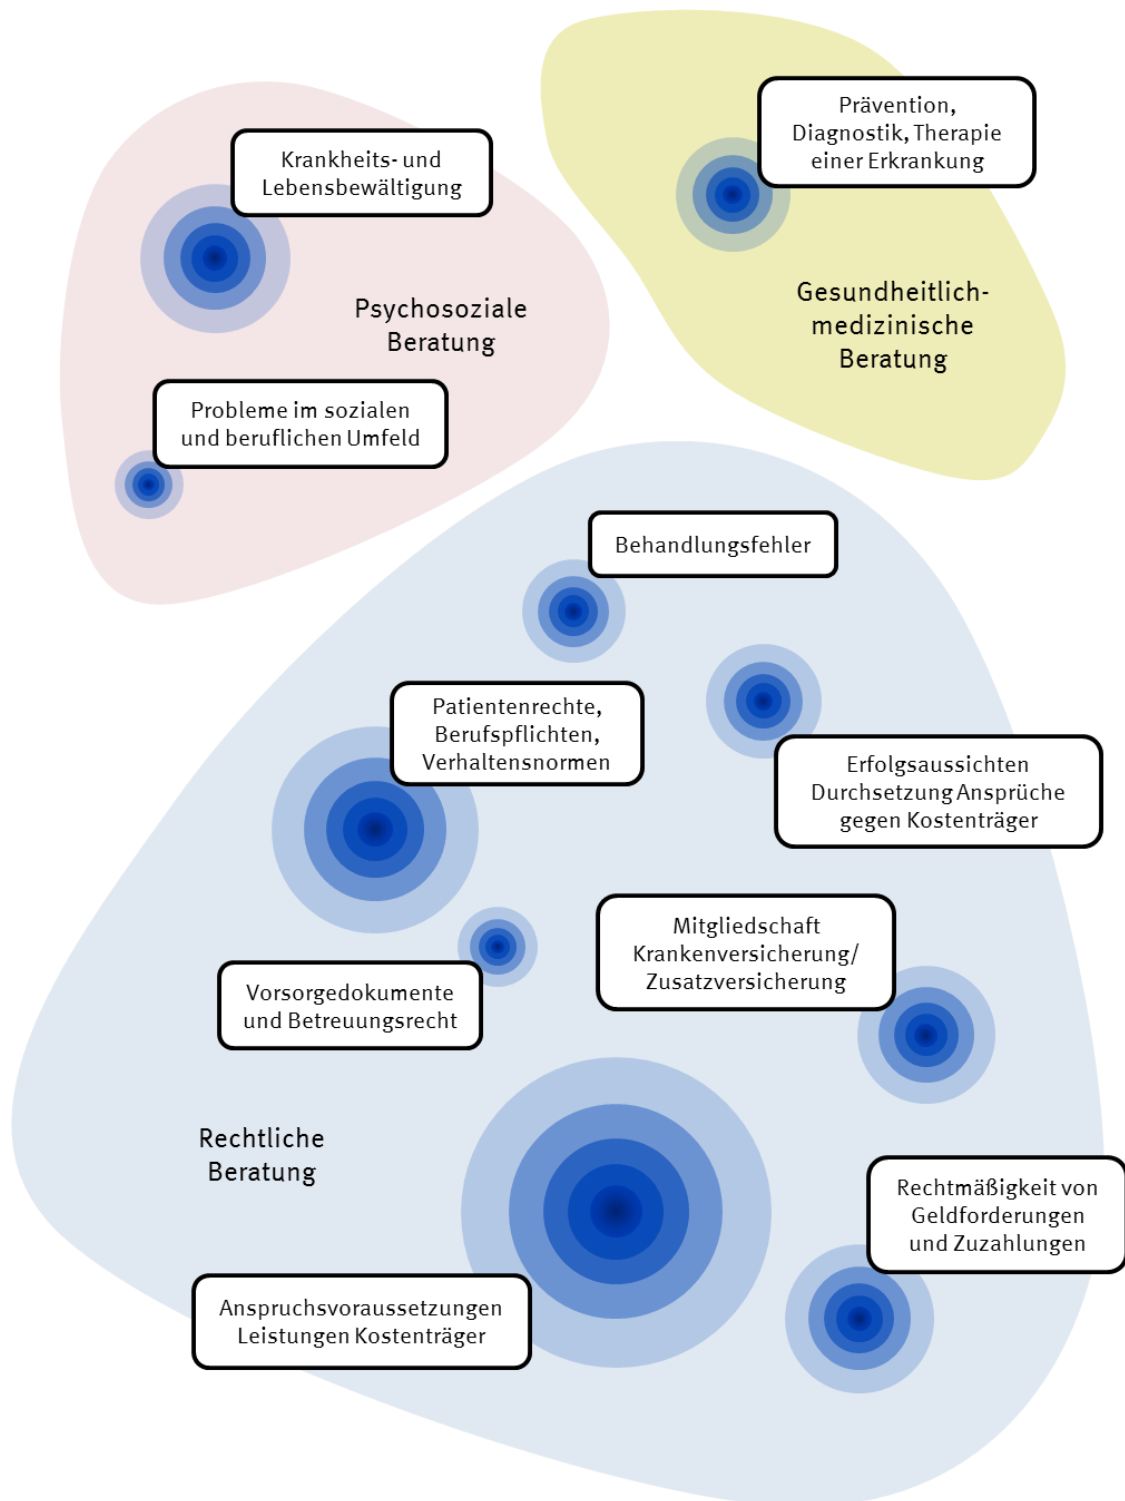 Prävention,
Diagnostik, Therapie
einer Erkrankung
Krankheits- und
Lebensbewältigung
Gesundheitlich-
medizinische
Beratung
Psychosoziale
Beratung
Probleme im sozialen
und beruflichen Umfeld
Behandlungsfehler
Patientenrechte,
Berufspflichten,
Verhaltensnormen
Erfolgsaussichten
Durchsetzung Ansprüche
gegen Kostenträger
Mitgliedschaft
Krankenversicherung/
Zusatzversicherung
Vorsorgedokumente
und Betreuungsrecht
Rechtliche
Beratung
Rechtmäßigkeit von
Geldforderungen
und Zuzahlungen
Anspruchsvoraussetzungen
Leistungen Kostenträger